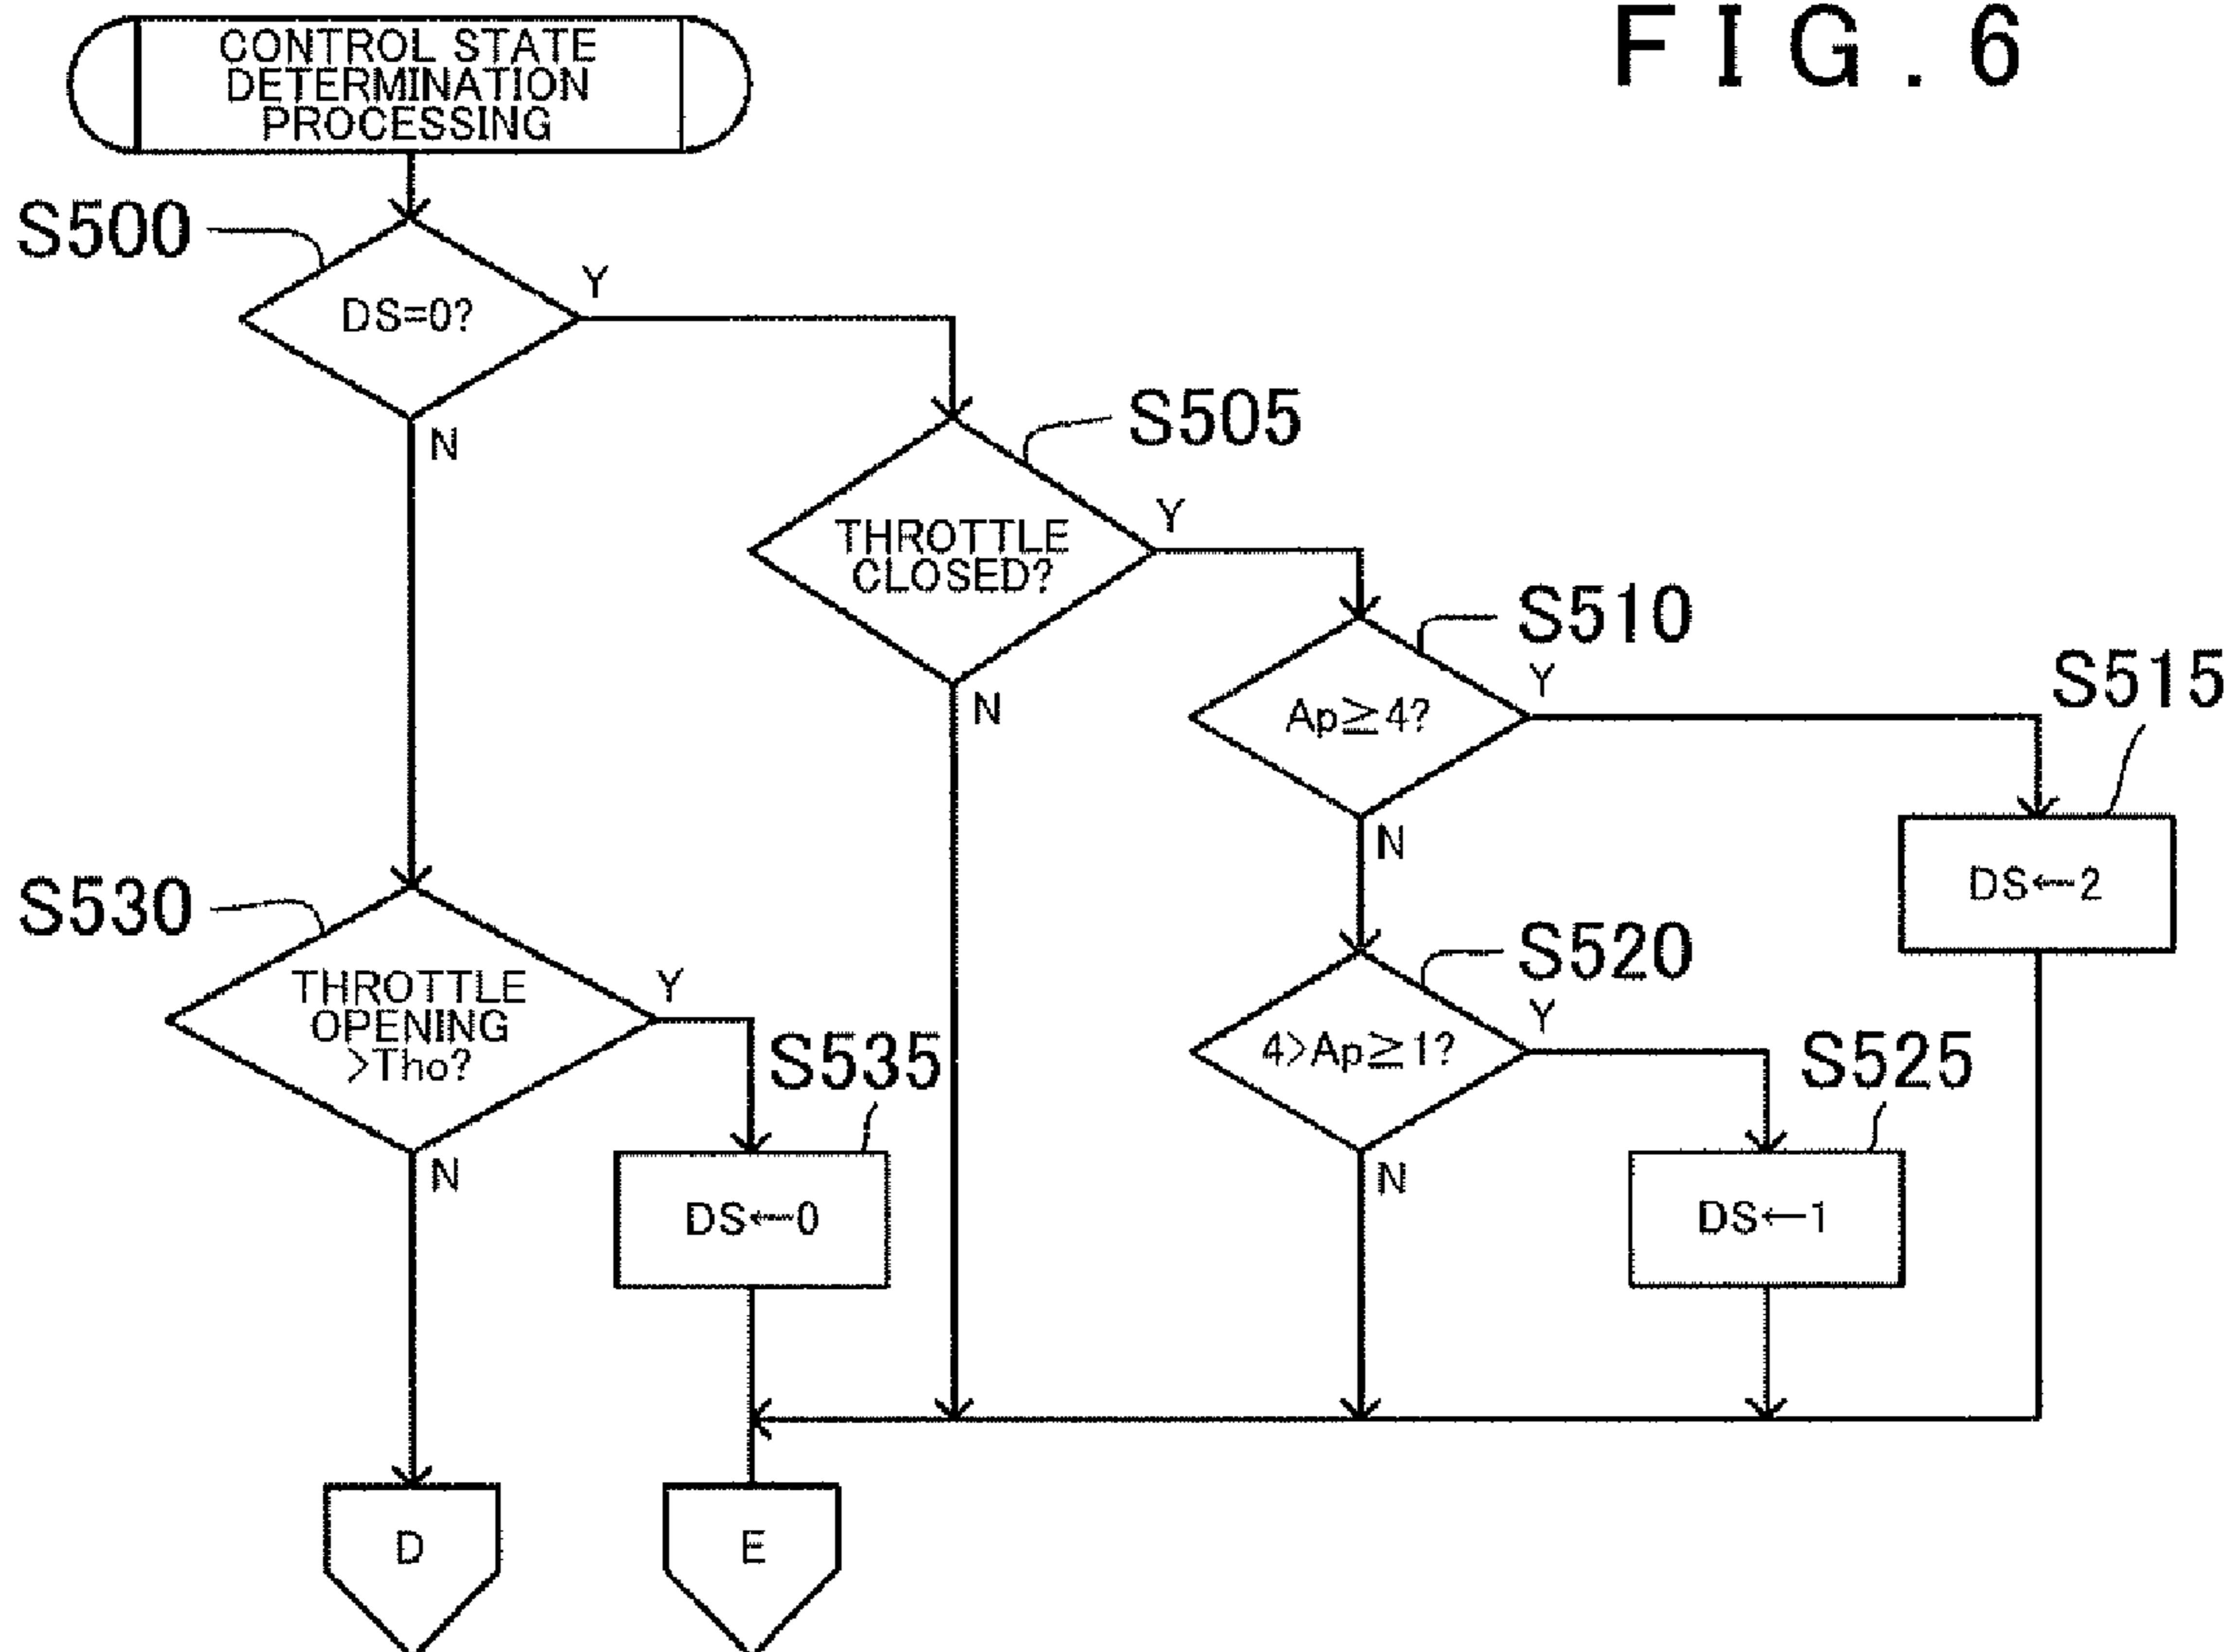 FIG. 6
CONTROL STATE
DETERMINATION
PROCESSING
S500
DS=0?
Y
N
S505
THROTTLE
CLOSED?
Y
N
S510
Ap≧4?
Y
N
S515
DS←2
S520
4>Ap≧1?
Y
N
S525
DS←1
S530
THROTTLE
OPENING
>Tho?
Y
N
S535
DS←0
D
E